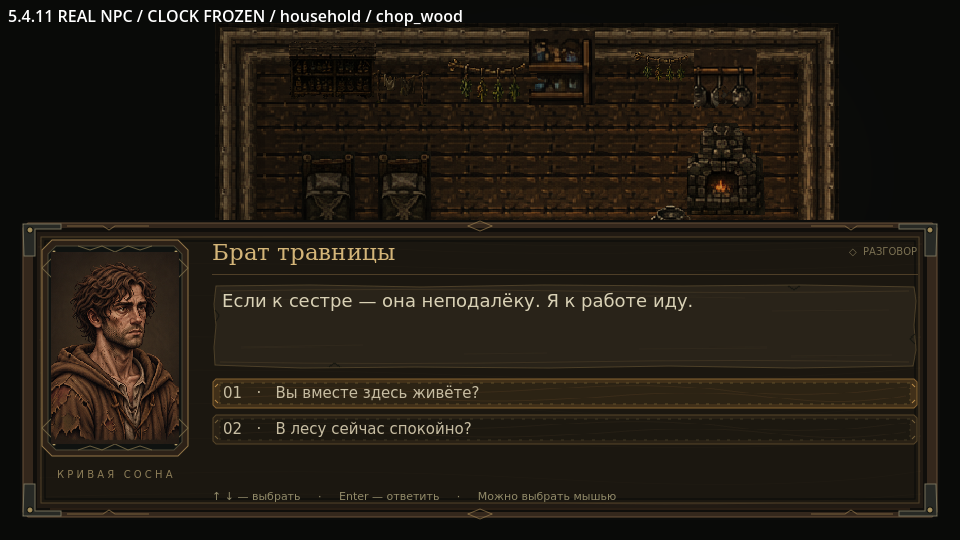 5.4.11 REAL NPC / CLOCK FROZEN / household / chop_wood
Брат травницы
◇ РАЗГОВОР
Если к сестре — она неподалёку. Я к работе иду.
01 · Вы вместе здесь живёте?
02 · В лесу сейчас спокойно?
КРИВАЯ СОСНА
↑ ↓ — выбрать · Enter — ответить · Можно выбрать мышью